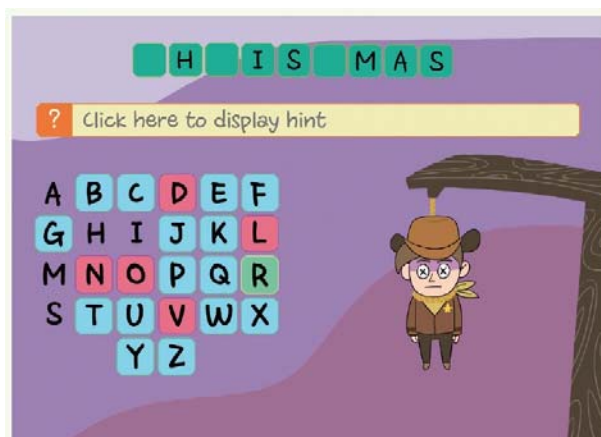 H I S M A S
? Click here to display hint
A B C D E F
G H I J K L
M N O P Q R
S T U V W X
Y Z